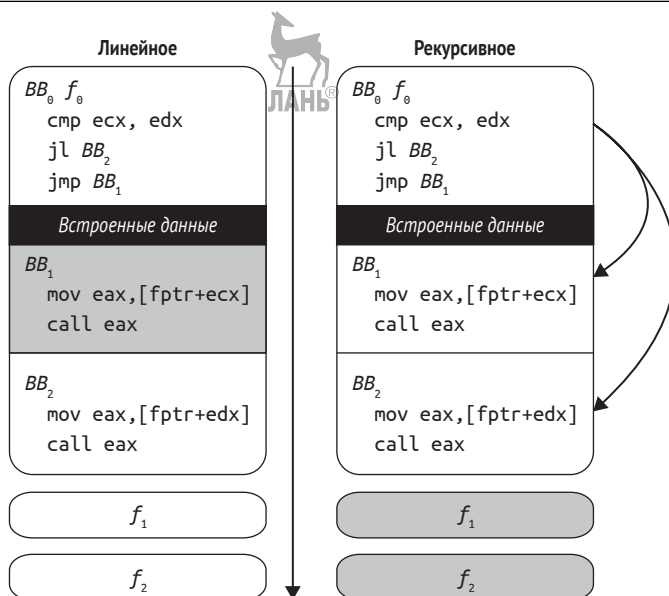 Линейное
BB₀ f₀
cmp ecx, edx
jl BB₂
jmp BB₁
Встроенные данные
BB₁
mov eax,[fptr+ecx]
call eax
BB₂
mov eax,[fptr+edx]
call eax
f₁
f₂
ЛАНЬ®
Рекурсивное
BB₀ f₀
cmp ecx, edx
jl BB₂
jmp BB₁
Встроенные данные
BB₁
mov eax,[fptr+ecx]
call eax
BB₂
mov eax,[fptr+edx]
call eax
f₁
f₂